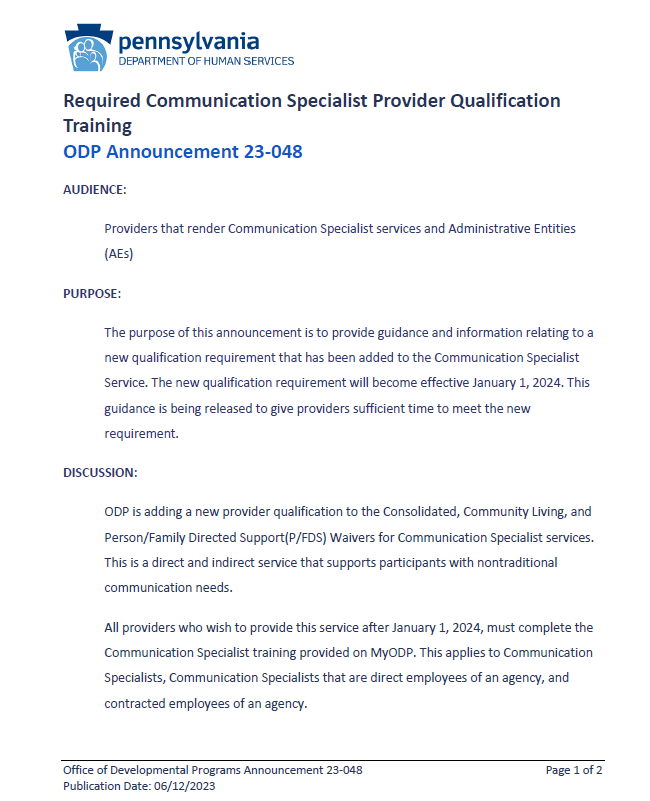 pennsylvania
DEPARTMENT OF HUMAN SERVICES
Required Communication Specialist Provider Qualification
Training
ODP Announcement 23-048
AUDIENCE:
Providers that render Communication Specialist services and Administrative Entities
(AEs)
PURPOSE:
The purpose of this announcement is to provide guidance and information relating to a
new qualification requirement that has been added to the Communication Specialist
Service. The new qualification requirement will become effective January 1, 2024. This
guidance is being released to give providers sufficient time to meet the new
requirement.
DISCUSSION:
ODP is adding a new provider qualification to the Consolidated, Community Living, and
Person/Family Directed Support(P/FDS) Waivers for Communication Specialist services.
This is a direct and indirect service that supports participants with nontraditional
communication needs.
All providers who wish to provide this service after January 1, 2024, must complete the
Communication Specialist training provided on MyODP. This applies to Communication
Specialists, Communication Specialists that are direct employees of an agency, and
contracted employees of an agency.
Office of Developmental Programs Announcement 23-048 Page 1 of 2
Publication Date: 06/12/2023